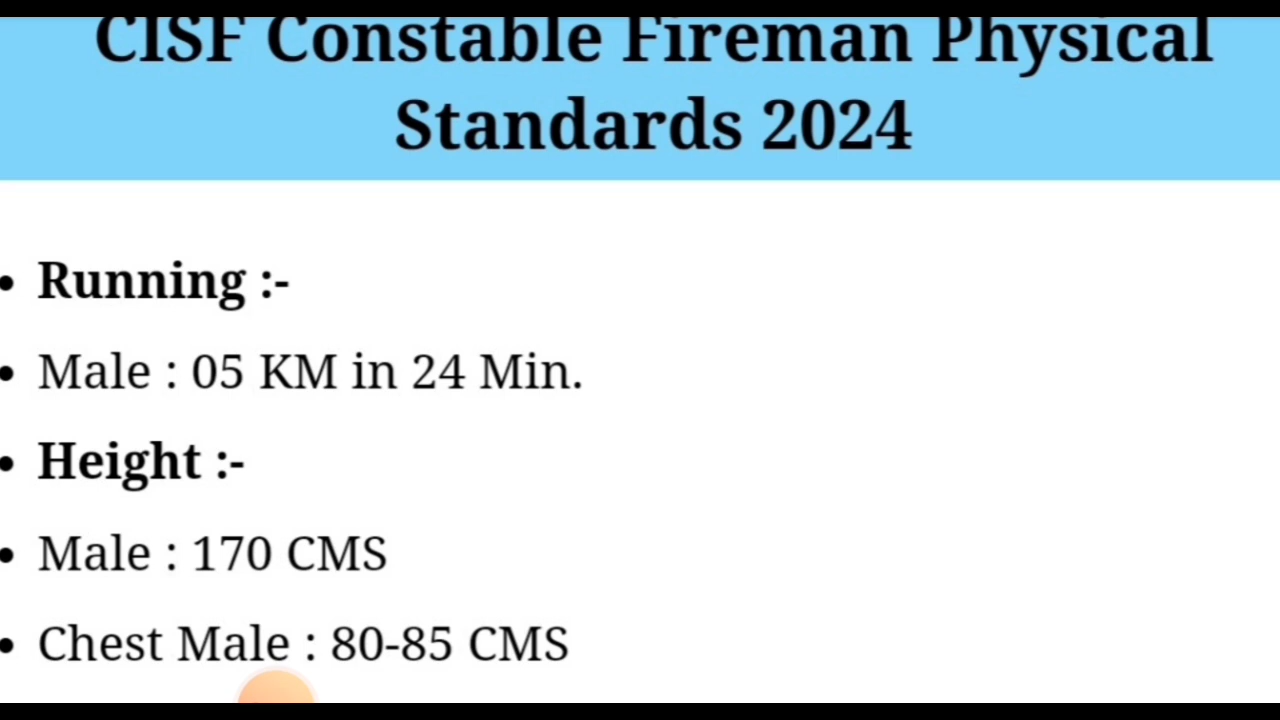 CISF Constable Fireman Physical
Standards 2024
• Running :-
• Male : 05 KM in 24 Min.
• Height :-
• Male : 170 CMS
• Chest Male : 80-85 CMS